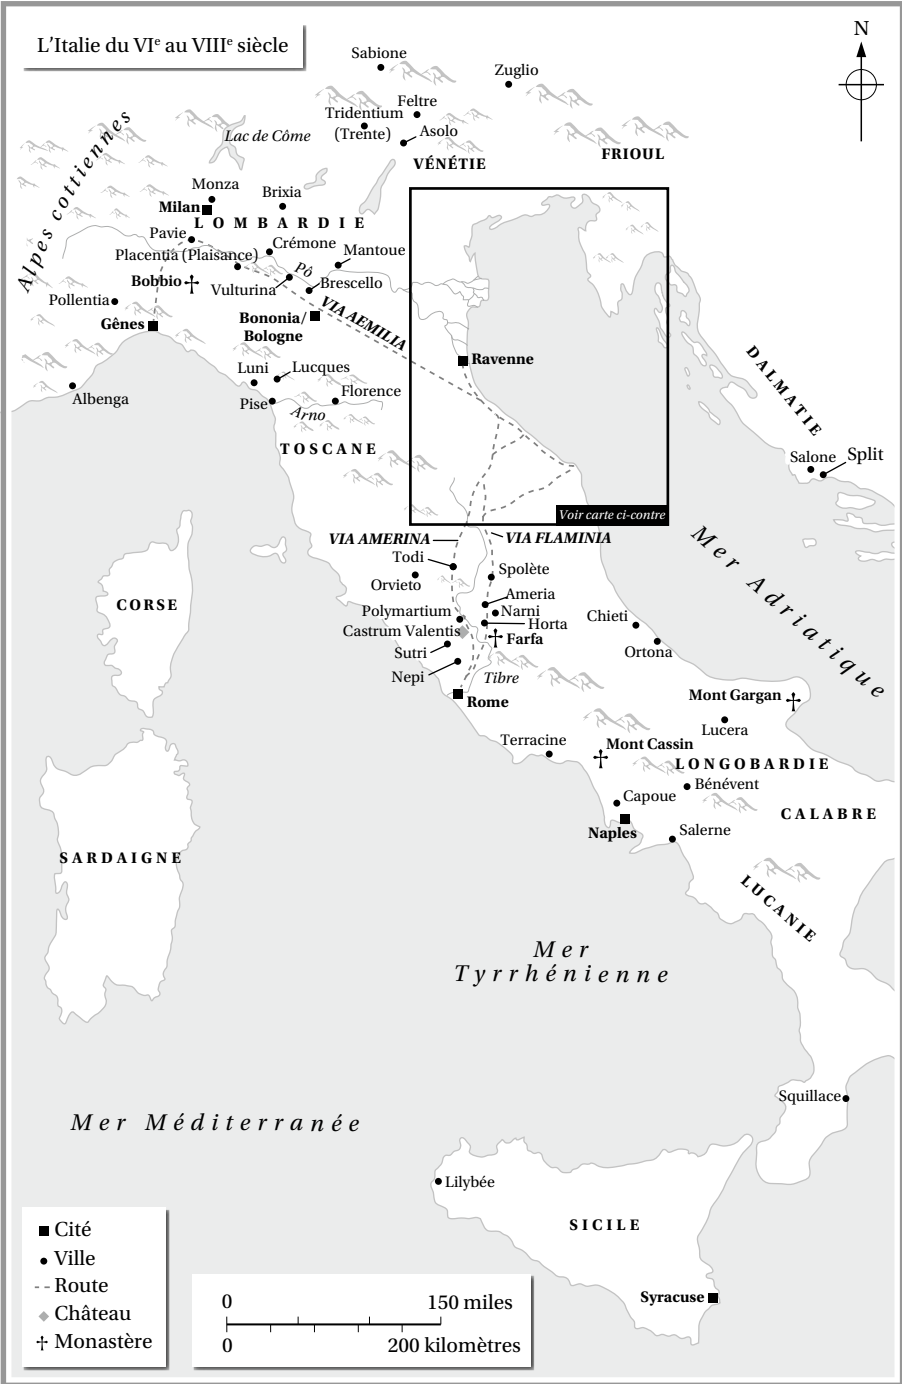 L'Italie du VIe au VIIIe siècle
N
Sabione
Zuglio
Feltre
Tridentium
(Trente)
Asolo
Lac de Côme
VÉNÉTIE
FRIOUL
Alpes cottiennes
Monza
Milan
Brixia
LOMBARDIE
Pavie
Crémone
Mantoue
Placentia (Plaisance)
Pô
Bobbio
Vulturina
Brescello
Pollentia
Gênes
Bononia/
Bologne
VIA AEMILIA
Ravenne
Luni
Lucques
Florence
Albenga
Pise
Arno
TOSCANE
DALMATIE
Salone
Split
Voir carte ci-contre
VIA AMERINA
VIA FLAMINIA
Mer Adriatique
Todi
Orvieto
Spolète
Ameria
Polymartium
Narni
Horta
Castrum Valentis
Farfa
Sutri
Nepi
Tibre
Rome
Chieti
Ortona
CORSE
Mont Gargan
Lucera
Terracine
Mont Cassin
LONGOBARDIE
Bénévent
Capoue
CALABRE
Naples
Salerne
SARDAIGNE
LUCANIE
Mer
Tyrrhénienne
Squillace
Mer Méditerranée
Lilybée
SICILE
Syracuse
Cité
Ville
Route
Château
Monastère
0 150 miles
0 200 kilomètres